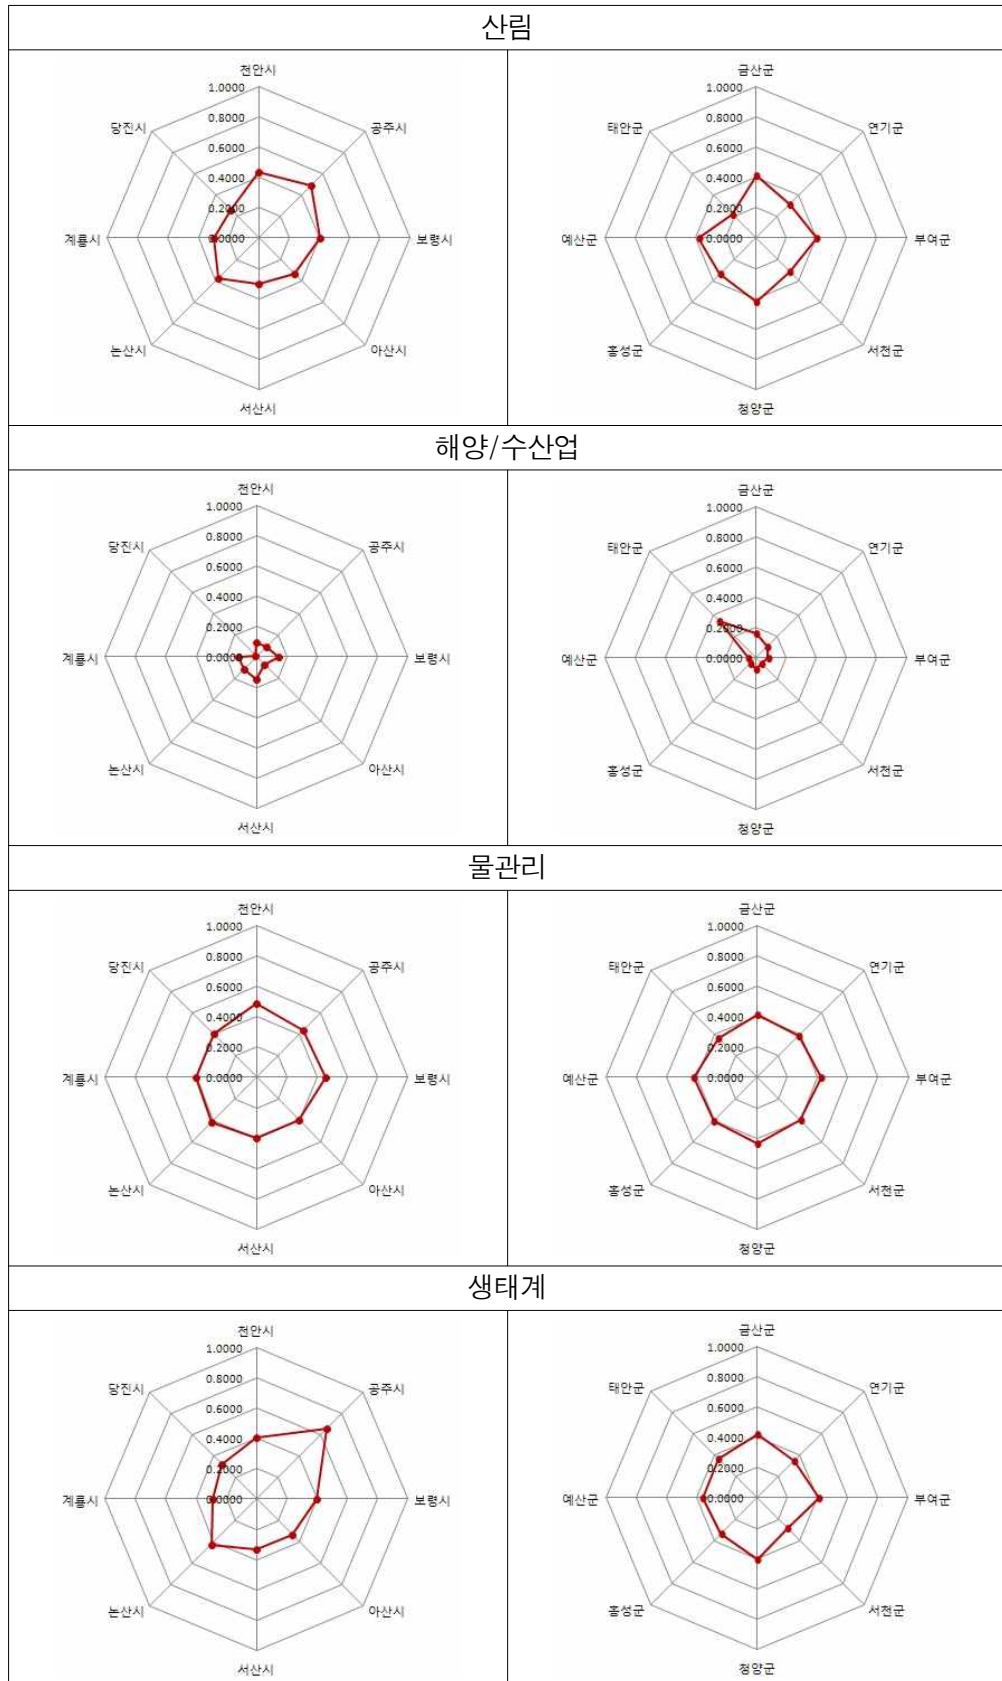 산림
천안시
1.0000
0.8000
0.6000
0.4000
0.2000
0.0000
공주시
보령시
아산시
서산시
논산시
계룡시
당진시
금산군
1.0000
0.8000
0.6000
0.4000
0.2000
0.0000
연기군
부여군
서천군
청양군
홍성군
예산군
태안군
해양/수산업
천안시
1.0000
0.8000
0.6000
0.4000
0.2000
0.0000
공주시
보령시
아산시
서산시
논산시
계룡시
당진시
금산군
1.0000
0.8000
0.6000
0.4000
0.2000
0.0000
연기군
부여군
서천군
청양군
홍성군
예산군
태안군
물관리
천안시
1.0000
0.8000
0.6000
0.4000
0.2000
0.0000
공주시
보령시
아산시
서산시
논산시
계룡시
당진시
금산군
1.0000
0.8000
0.6000
0.4000
0.2000
0.0000
연기군
부여군
서천군
청양군
홍성군
예산군
태안군
생태계
천안시
1.0000
0.8000
0.6000
0.4000
0.2000
0.0000
공주시
보령시
아산시
서산시
논산시
계룡시
당진시
금산군
1.0000
0.8000
0.6000
0.4000
0.2000
0.0000
연기군
부여군
서천군
청양군
홍성군
예산군
태안군